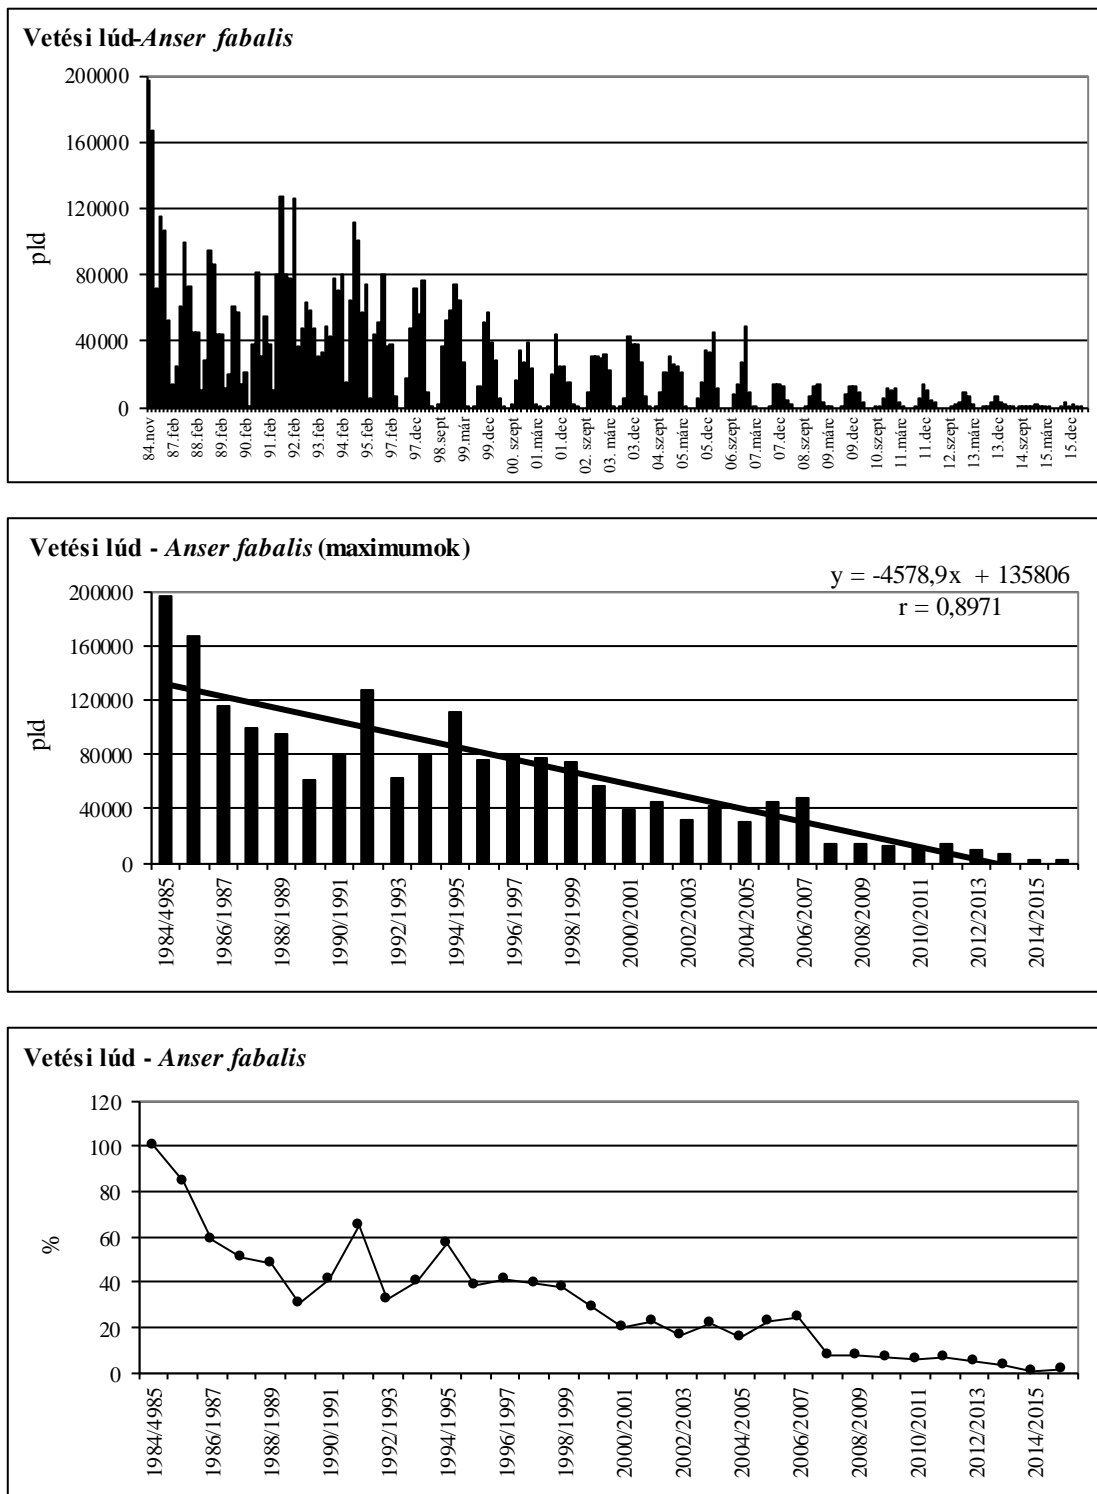 Vetési lúd-Anser fabalis
pld
200000
160000
120000
80000
40000
0
84.nov 87.feb 88.feb 89.feb 90.feb 91.feb 92.feb 93.feb 94.feb 95.feb 97.feb 97.dec 98.sept 99.már 99.dec 00. szept 01.márc 01.dec 02. szept 03. márc 03.dec 04.szept 05.márc 05.dec 06.szept 07.márc 07.dec 08.szept 09.márc 09.dec 10.szept 11.márc 11.dec 12.szept 13.márc 13.dec 14.szept 15.márc 15.dec
Vetési lúd - Anser fabalis (maximumok)
y = -4578,9x + 135806
r = 0,8971
pld
200000
160000
120000
80000
40000
0
1984/4985 1986/1987 1988/1989 1990/1991 1992/1993 1994/1995 1996/1997 1998/1999 2000/2001 2002/2003 2004/2005 2006/2007 2008/2009 2010/2011 2012/2013 2014/2015
Vetési lúd - Anser fabalis
%
120
100
80
60
40
20
0
1984/4985 1986/1987 1988/1989 1990/1991 1992/1993 1994/1995 1996/1997 1998/1999 2000/2001 2002/2003 2004/2005 2006/2007 2008/2009 2010/2011 2012/2013 2014/2015